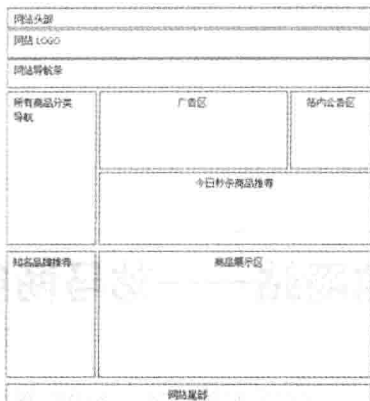 网站头部
网站 LOGO
网站导航条
所有商品分类
导航
广告区
站内公告区
今日秒杀商品推荐
知名品牌推荐
商品展示区
网站尾部